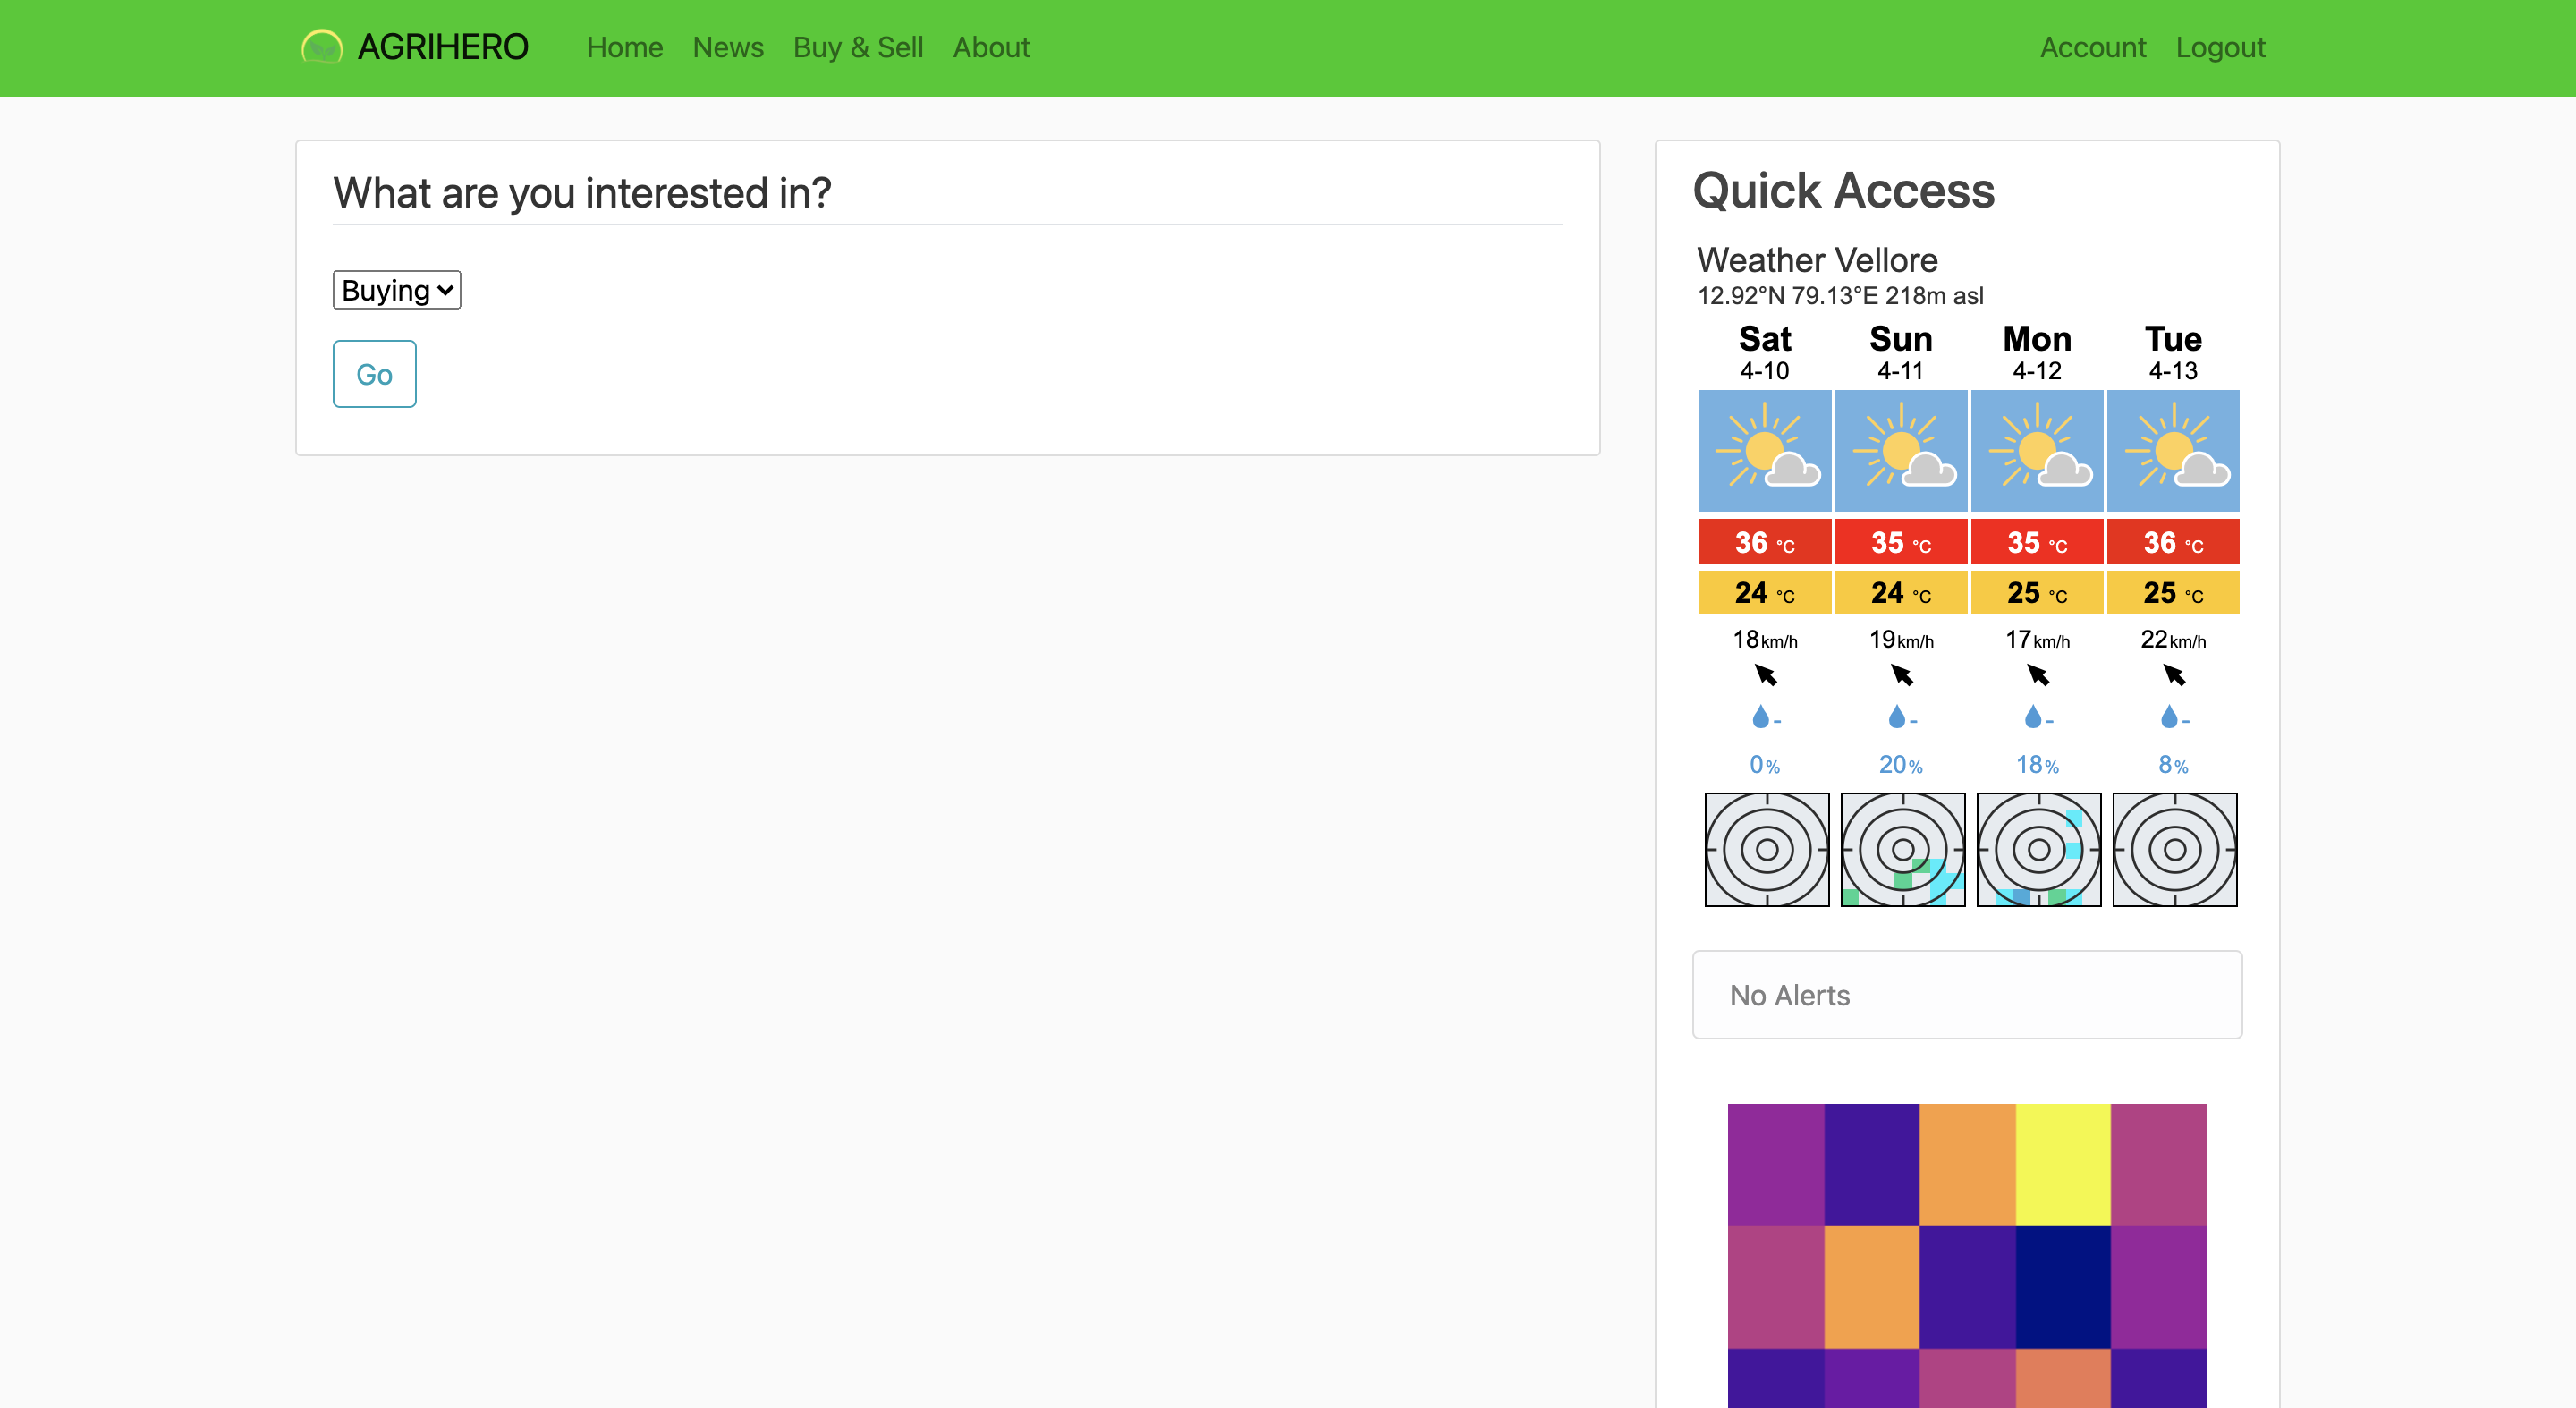 AGRIHERO Home News Buy & Sell About Account Logout
What are you interested in?
Buying
Go
Quick Access
Weather Vellore
12.92°N 79.13°E 218m asl
Sat Sun Mon Tue
4-10 4-11 4-12 4-13
36 °C 35 °C 35 °C 36 °C
24 °C 24 °C 25 °C 25 °C
18 km/h 19 km/h 17 km/h 22 km/h
- - - -
0% 20% 18% 8%
No Alerts